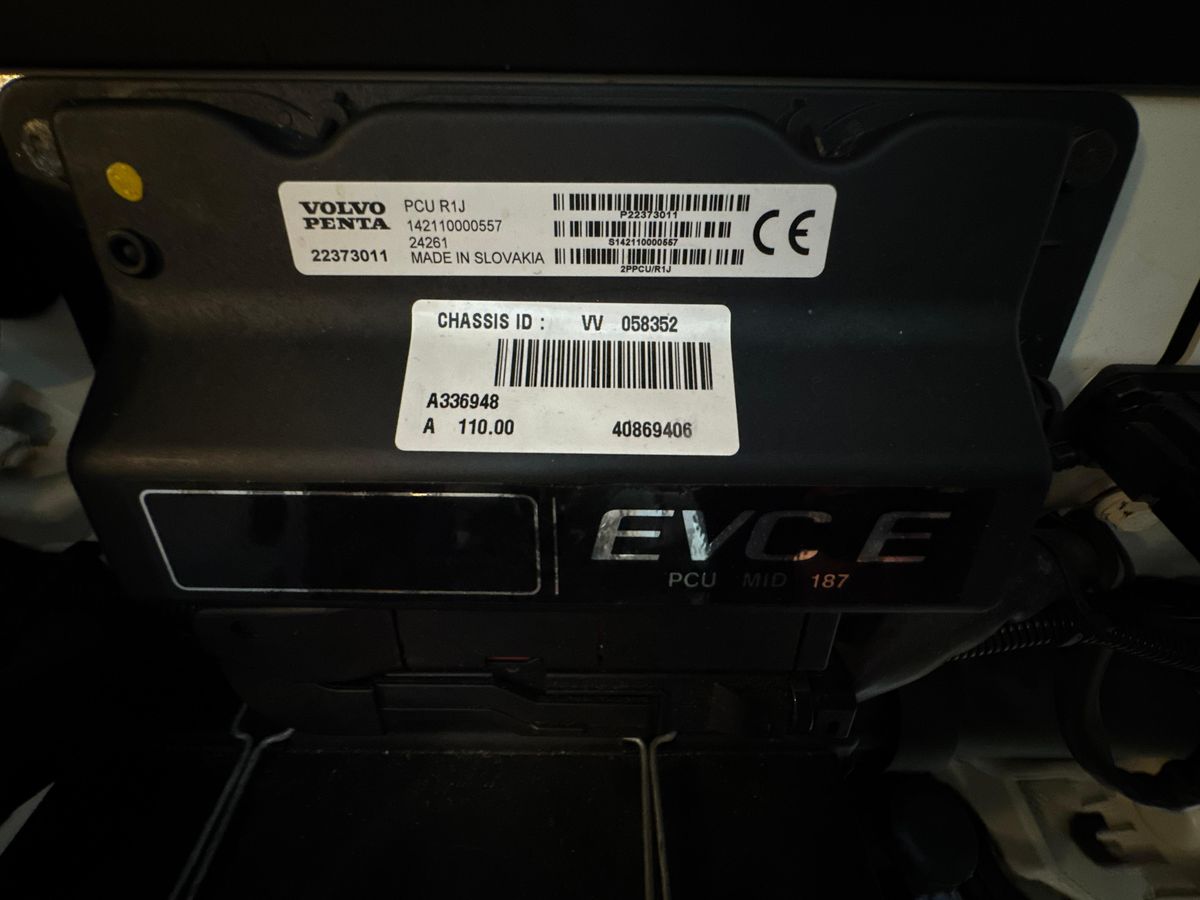 VOLVO
PENTA
22373011
PCU R1J
142110000557
24261
MADE IN SLOVAKIA
P22373011
S142110000557
2PPCU/R1J
CE
CHASSIS ID : VV 058352
A336948
A 110.00 40869406
EVC.E
PCU MID 187